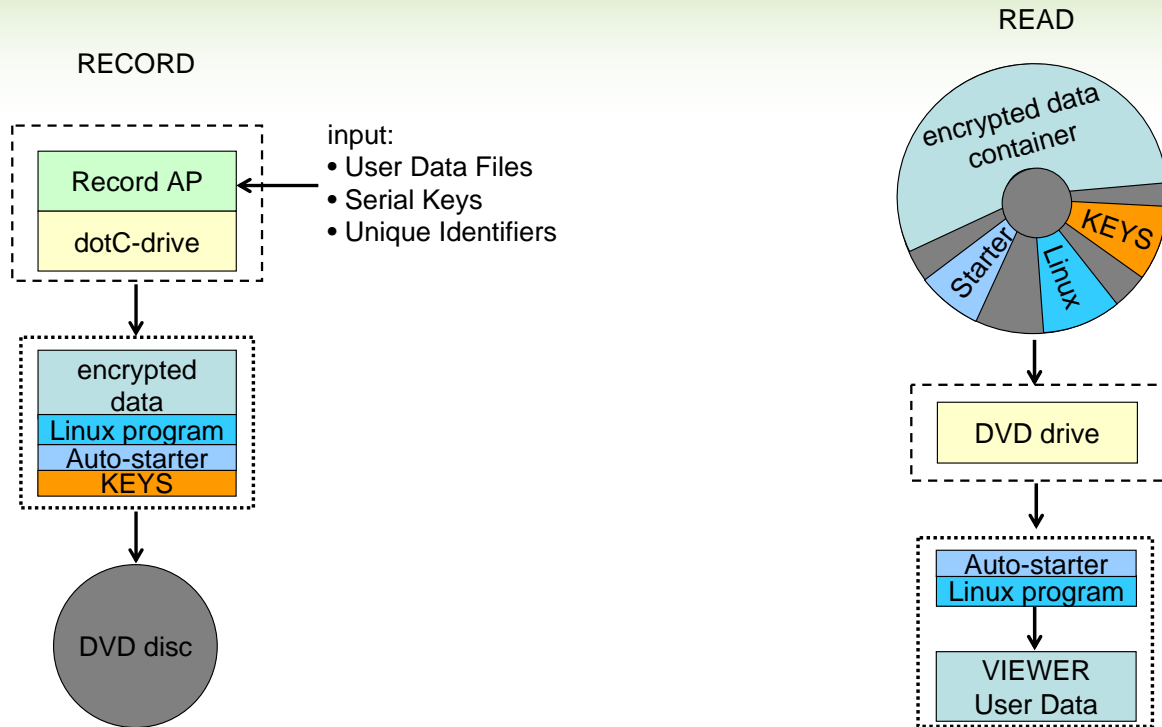 RECORD
input:
• User Data Files
• Serial Keys
• Unique Identifiers
Record AP
dotC-drive
encrypted
data
Linux program
Auto-starter
KEYS
DVD disc
READ
encrypted data
container
KEYS
Linux
Starter
DVD drive
Auto-starter
Linux program
VIEWER
User Data